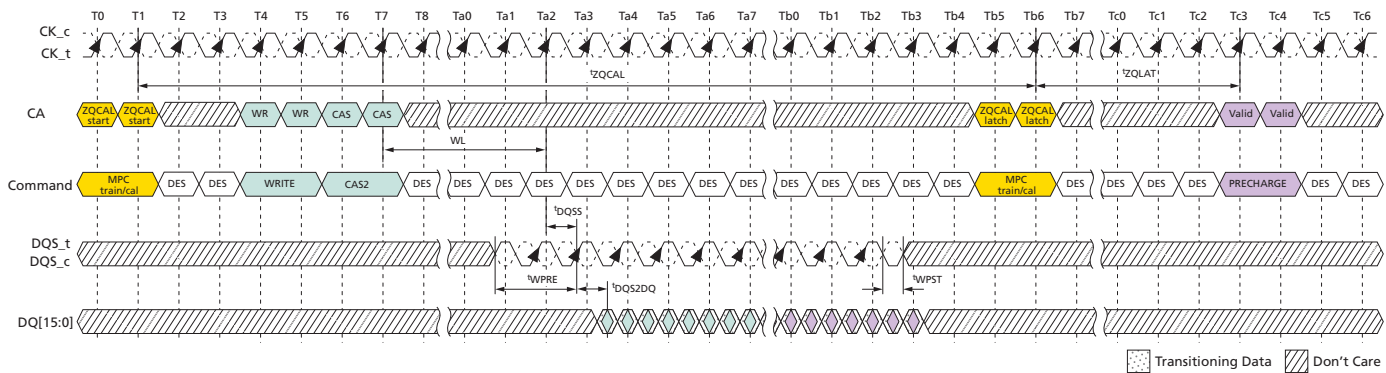 T0 T1 T2 T3 T4 T5 T6 T7 T8 Ta0 Ta1 Ta2 Ta3 Ta4 Ta5 Ta6 Ta7 Tb0 Tb1 Tb2 Tb3 Tb4 Tb5 Tb6 Tb7 Tc0 Tc1 Tc2 Tc3 Tc4 Tc5 Tc6
CK_c
CK_t
tZQCAL tZQLAT
CA ZQCAL start ZQCAL start WR WR CAS CAS ZQCAL latch ZQCAL latch Valid Valid
WL
Command MPC train/cal DES DES WRITE CAS2 DES DES DES DES DES DES DES DES DES DES DES DES DES DES MPC train/cal DES DES DES DES PRECHARGE DES DES
tDQSS
DQS_t
DQS_c
tWPRE tDQS2DQ tWPST
DQ[15:0]
Transitioning Data Don't Care